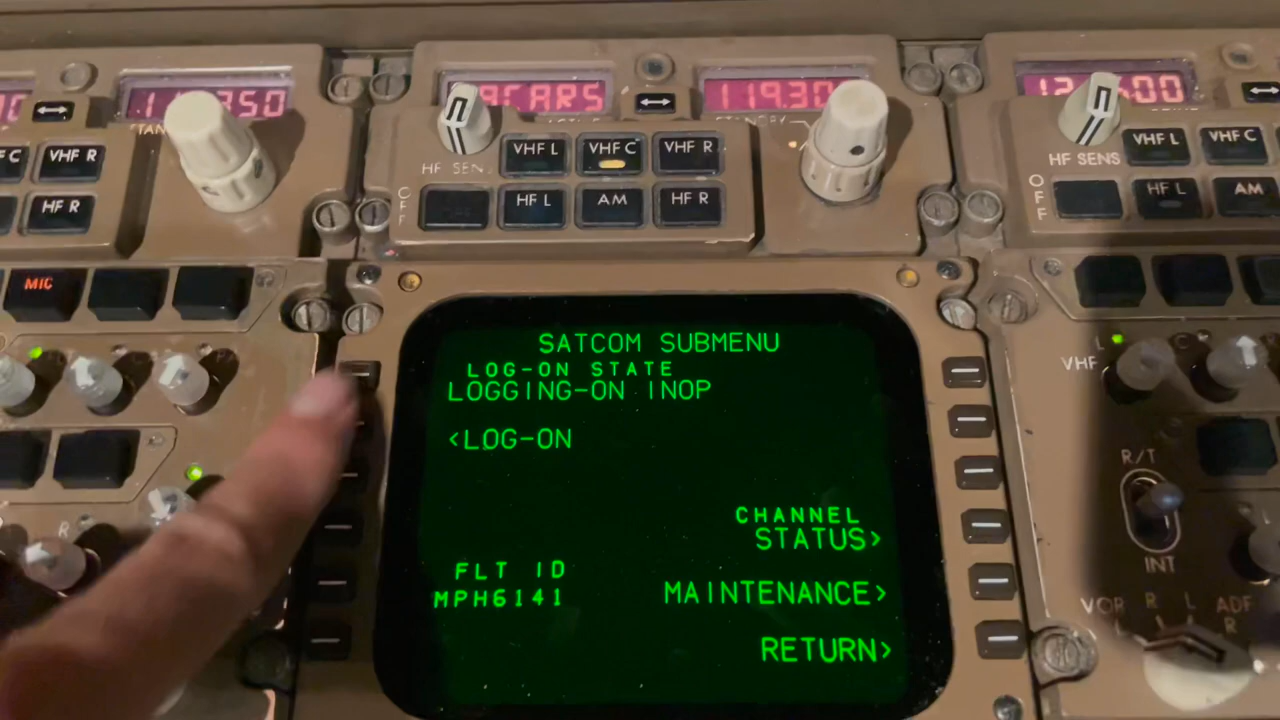 ACARS
119.30
VHF R
HF R
HF SENS
OFF
VHF L
VHF C
VHF R
HF L
AM
HF R
STANDBY
HF SENS
OFF
VHF L
VHF C
HF L
AM
MIC
SATCOM SUBMENU
LOG-ON STATE
LOGGING-ON INOP
<LOG-ON
CHANNEL
STATUS>
FLT ID
MPH6141
MAINTENANCE>
RETURN>
VHF
L
C
R/T
INT
VOR
L
R
L
R
ADF
R